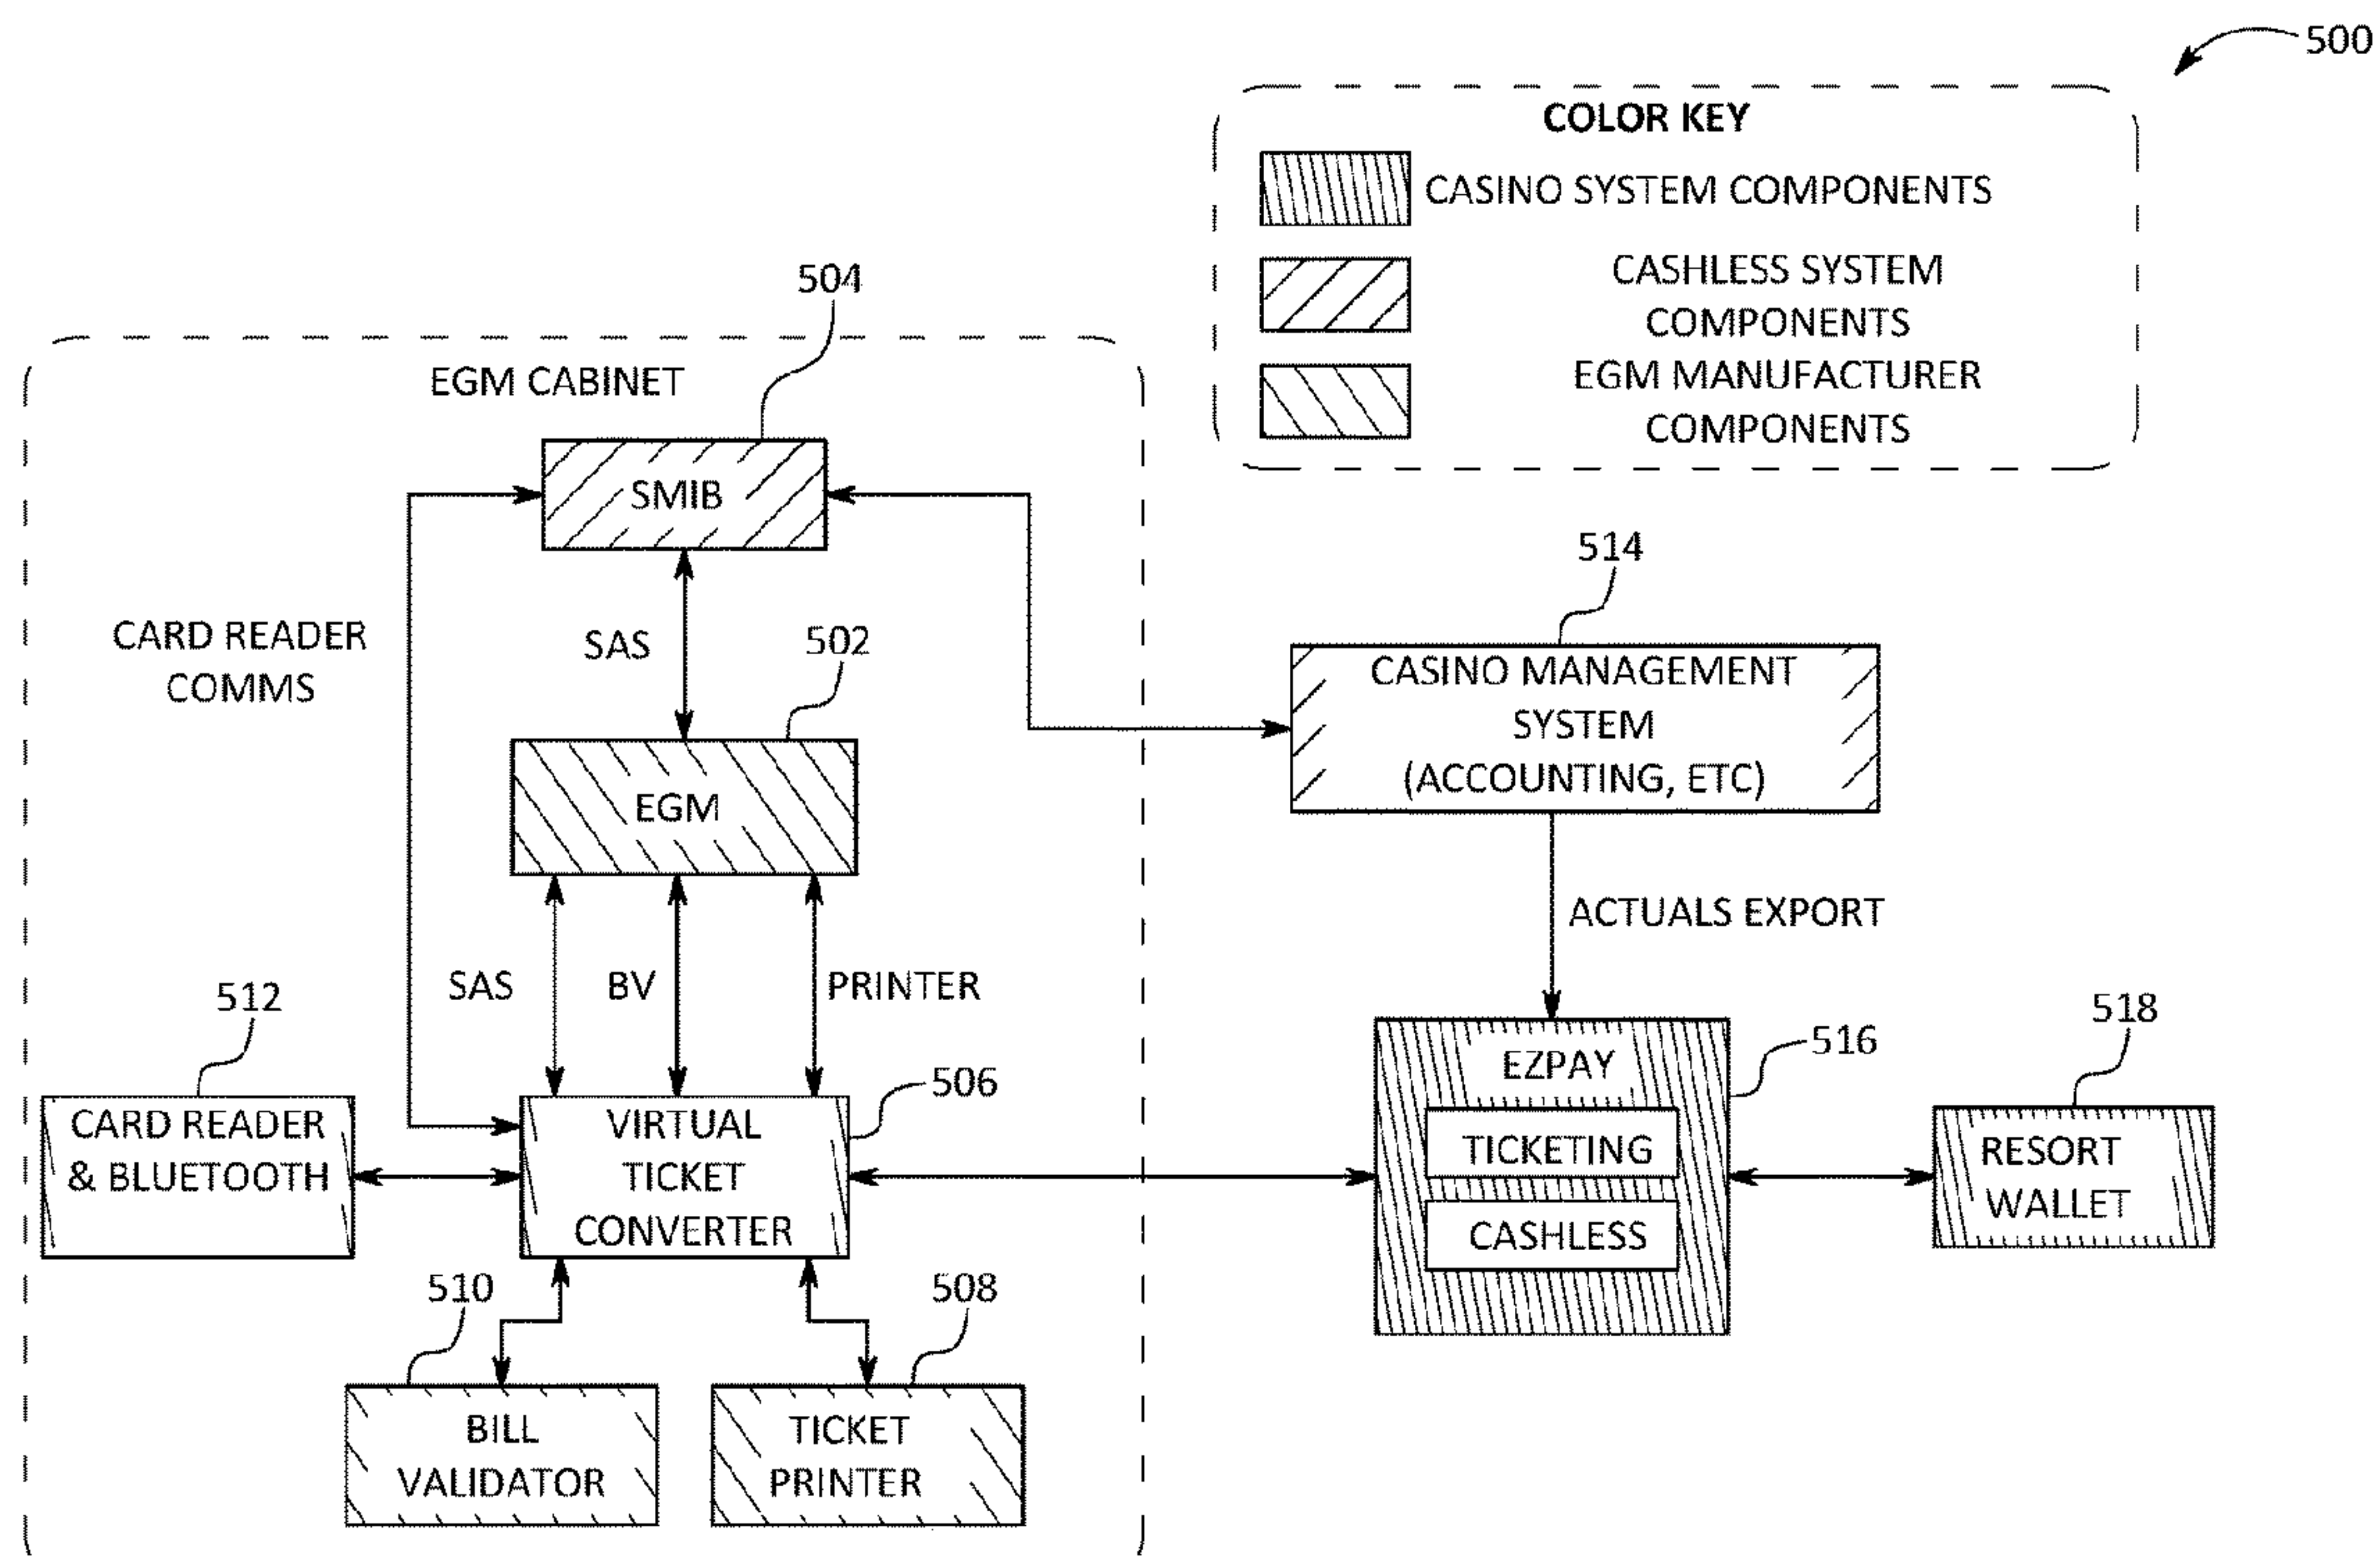 500
COLOR KEY
CASINO SYSTEM COMPONENTS
CASHLESS SYSTEM
COMPONENTS
EGM MANUFACTURER
COMPONENTS
504
EGM CABINET
SMIB
514
CARD READER
COMMS
SAS
502
CASINO MANAGEMENT
SYSTEM
(ACCOUNTING, ETC)
EGM
ACTUALS EXPORT
SAS
BV
PRINTER
512
518
516
EZPAY
506
CARD READER
& BLUETOOTH
VIRTUAL
TICKET
CONVERTER
TICKETING
CASHLESS
RESORT
WALLET
510
508
BILL
VALIDATOR
TICKET
PRINTER